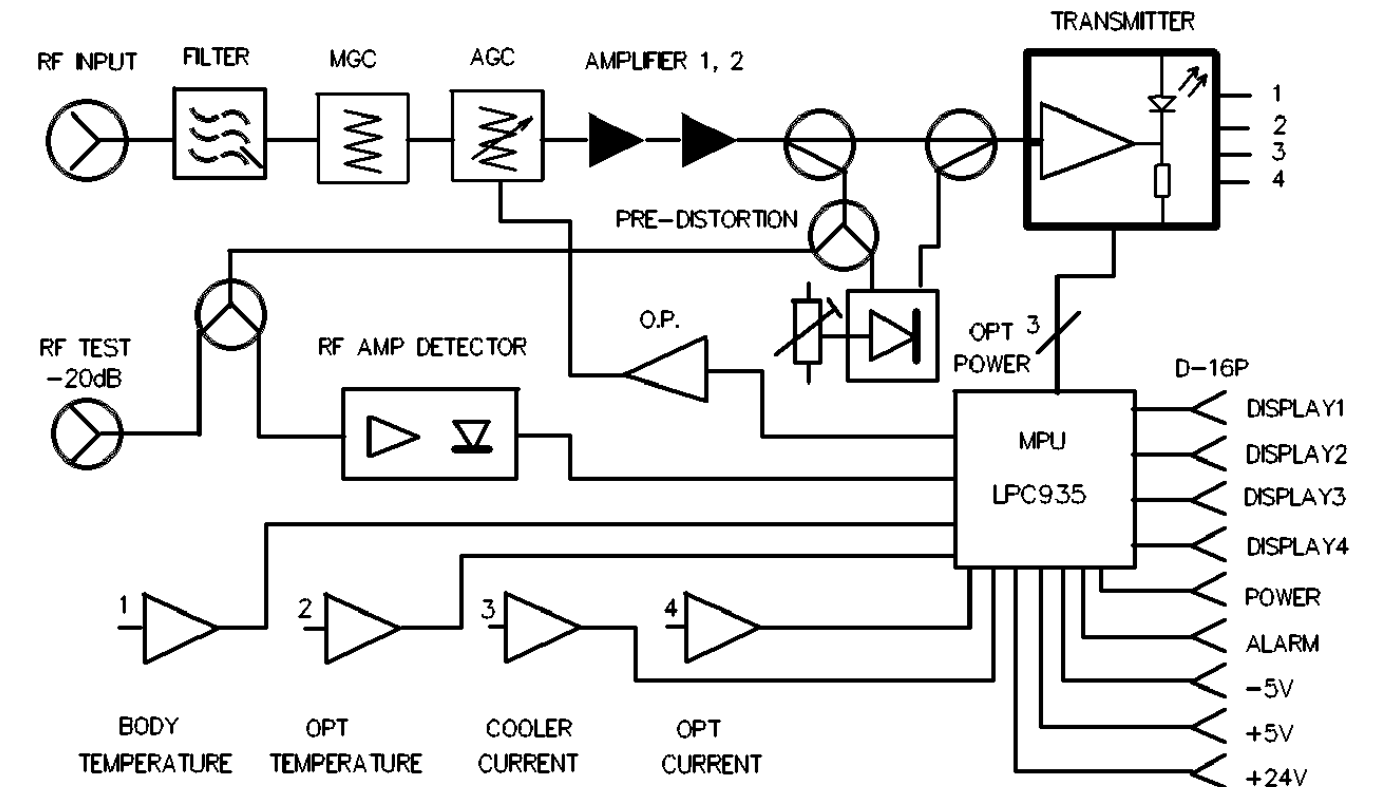 TRANSMITTER
RF INPUT
FILTER
MGC
AGC
AMPLIFIER 1, 2
1
2
3
4
PRE-DISTORTION
RF TEST
-20dB
RF AMP DETECTOR
O.P.
OPT 3
POWER
D-16P
MPU
LPC935
DISPLAY1
DISPLAY2
DISPLAY3
DISPLAY4
POWER
ALARM
-5V
+5V
+24V
1
2
3
4
BODY
TEMPERATURE
OPT
TEMPERATURE
COOLER
CURRENT
OPT
CURRENT